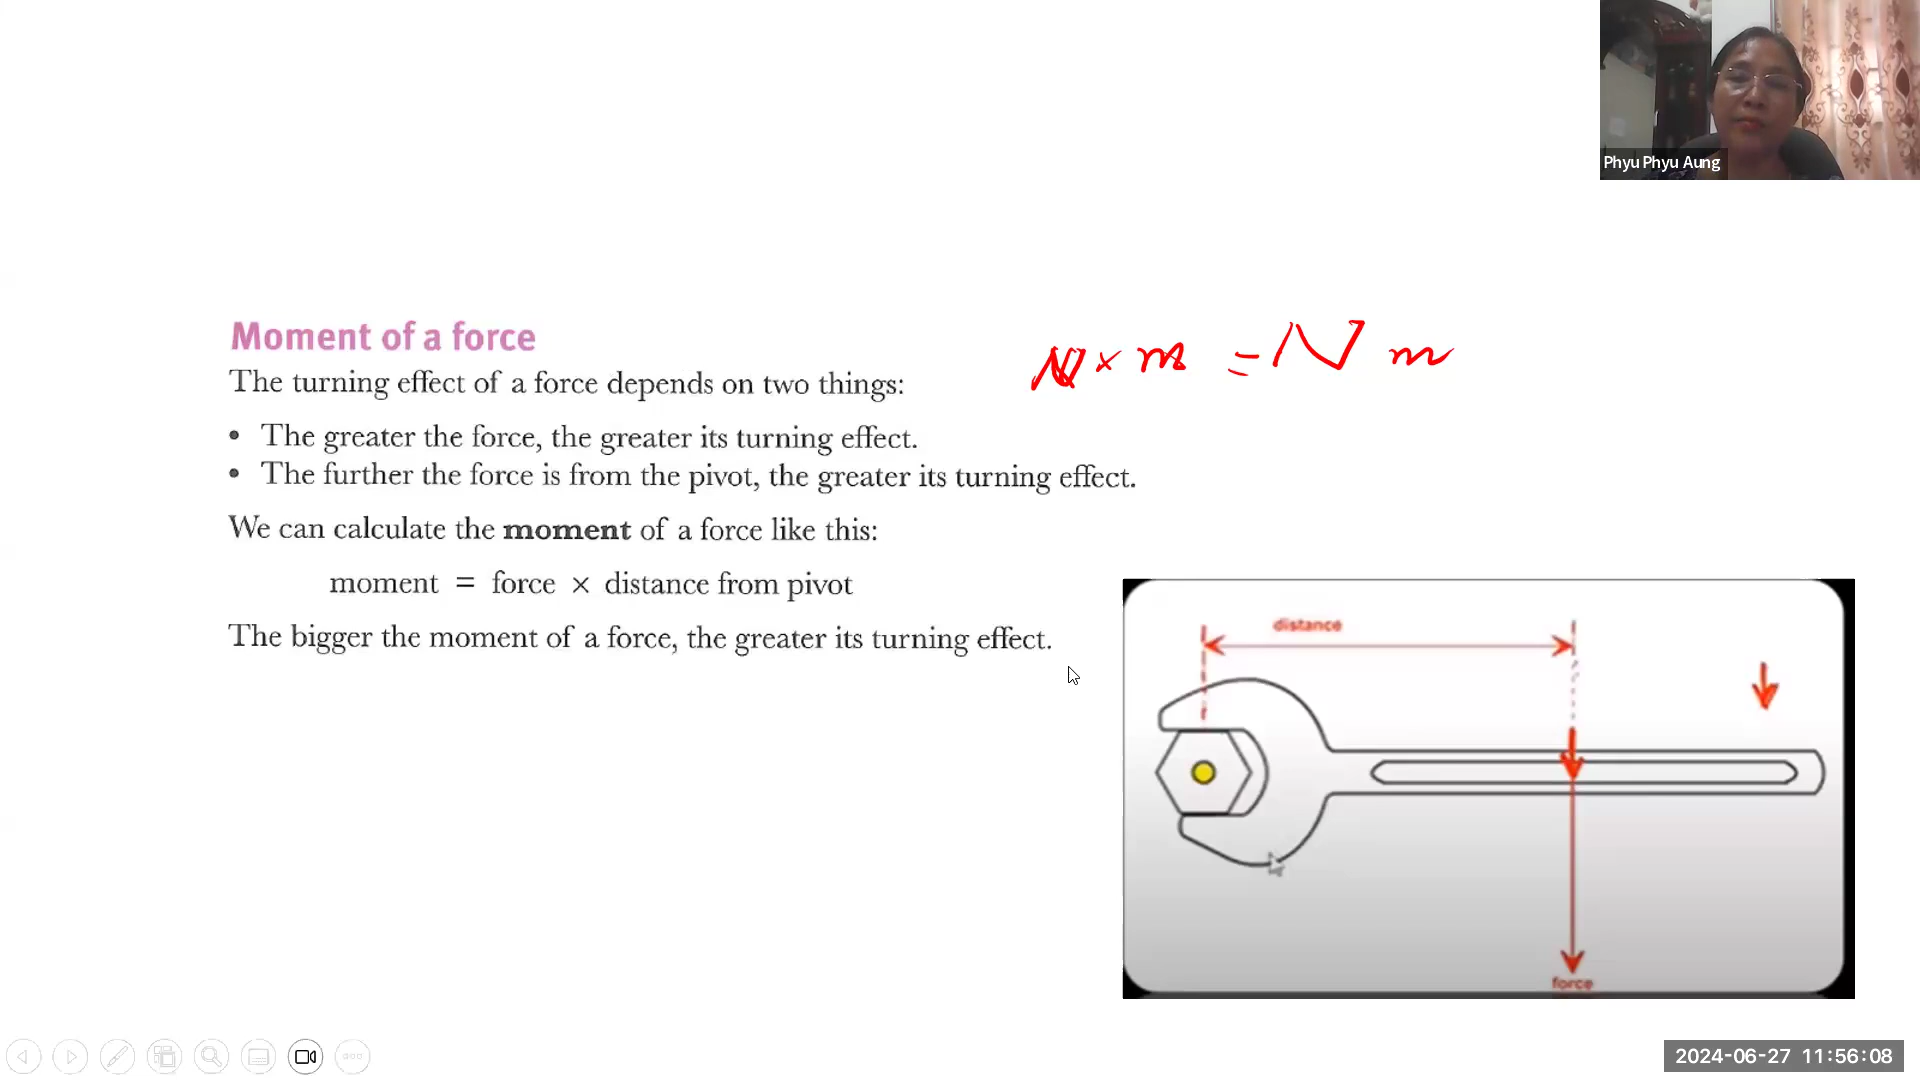 Phyu Phyu Aung
Moment of a force
N × m = N m
The turning effect of a force depends on two things:
• The greater the force, the greater its turning effect.
• The further the force is from the pivot, the greater its turning effect.
We can calculate the moment of a force like this:
moment = force × distance from pivot
The bigger the moment of a force, the greater its turning effect.
distance
force
2024-06-27 11:56:08